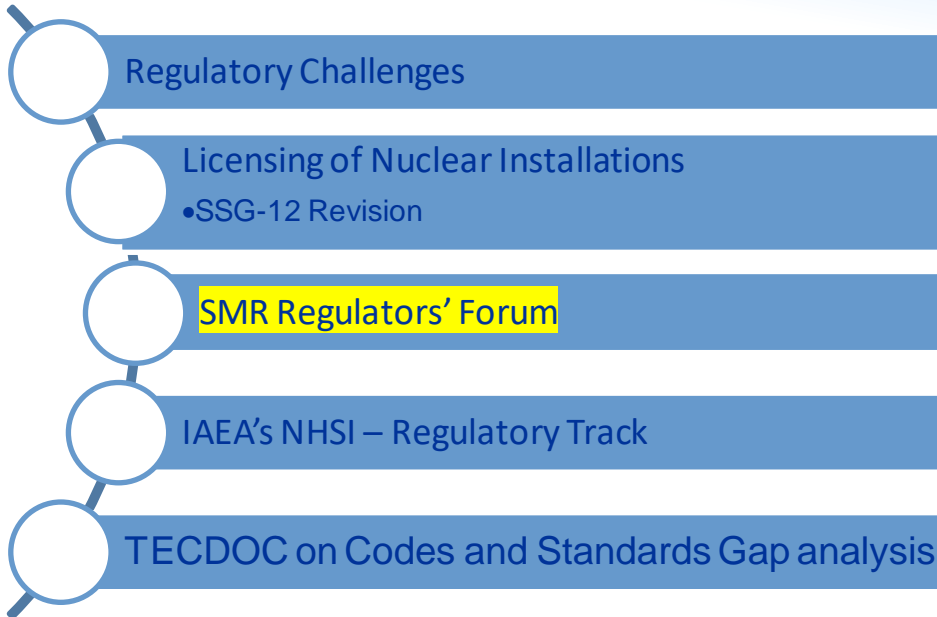 Regulatory Challenges
Licensing of Nuclear Installations
•SSG-12 Revision
SMR Regulators’ Forum
IAEA’s NHSI – Regulatory Track
TECDOC on Codes and Standards Gap analysis